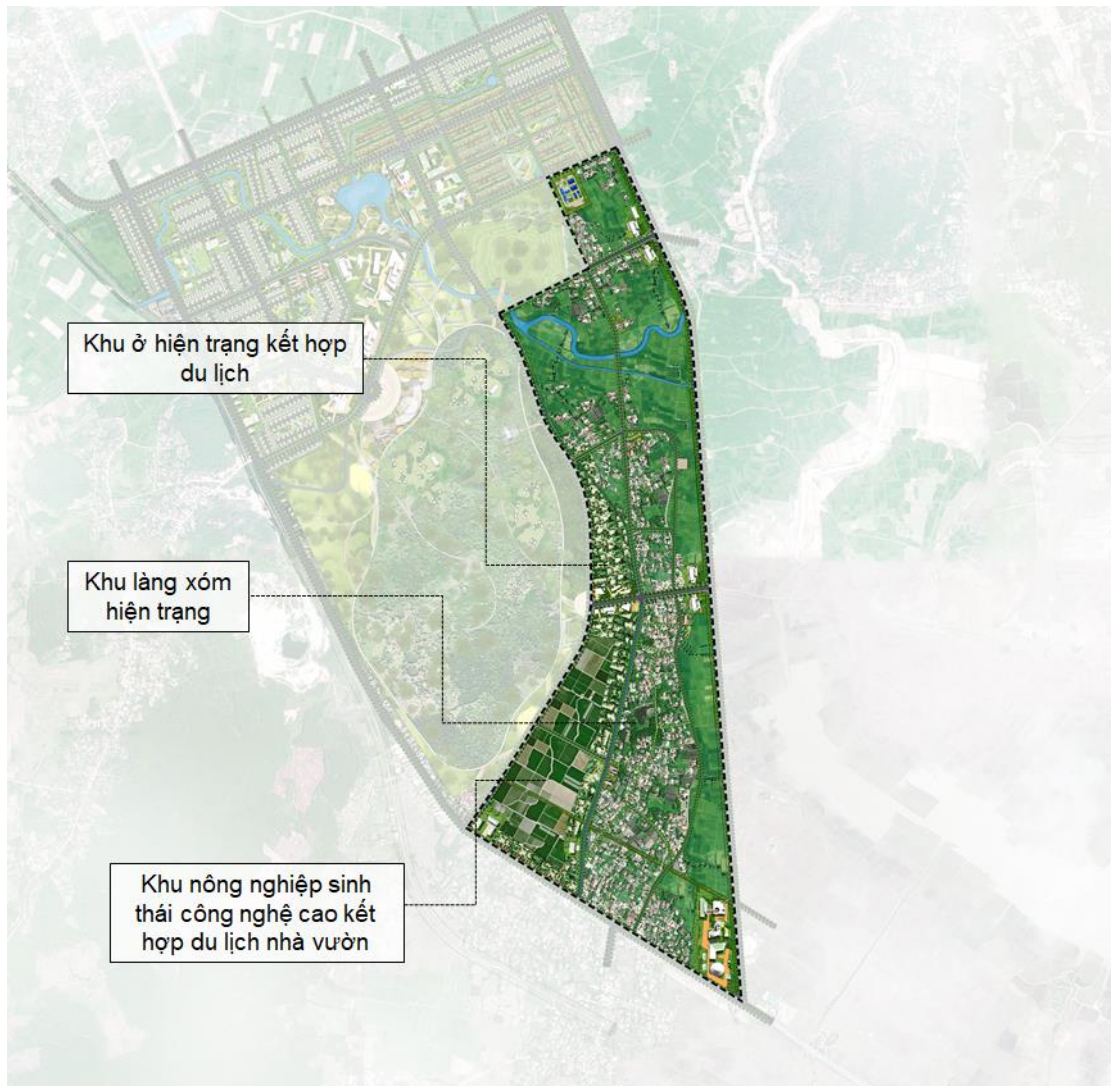 Khu ở hiện trạng kết hợp
du lịch
Khu làng xóm
hiện trạng
Khu nông nghiệp sinh
thái công nghệ cao kết
hợp du lịch nhà vườn